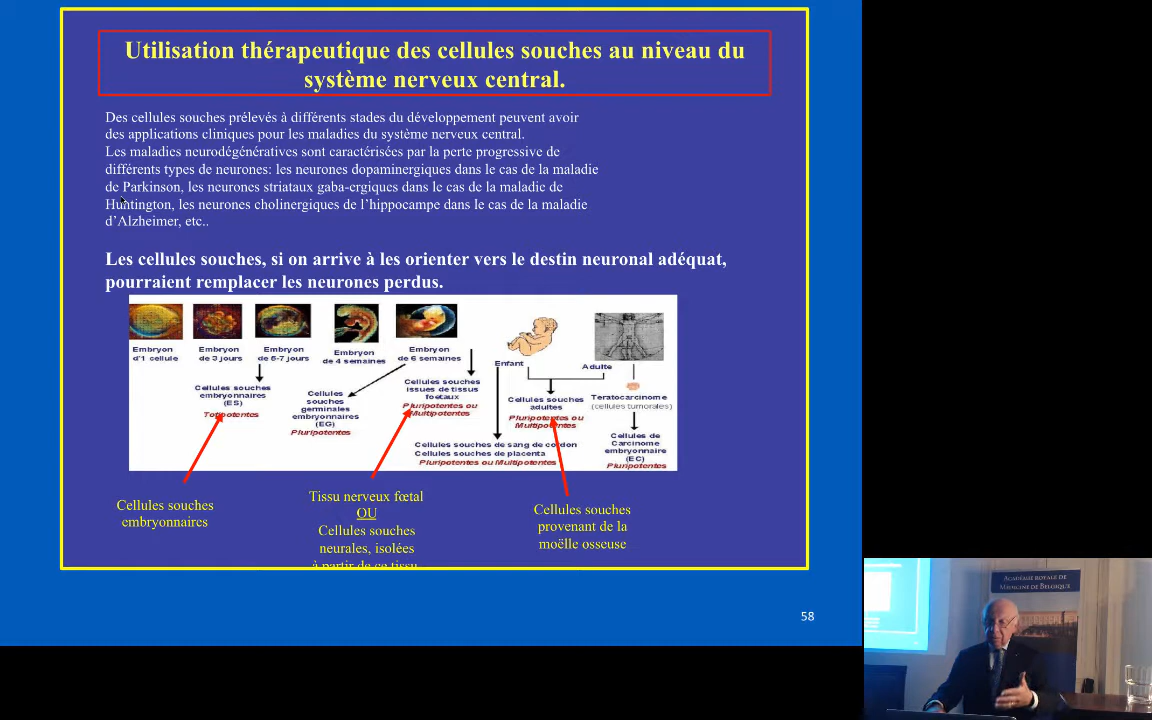 Utilisation thérapeutique des cellules souches au niveau du
système nerveux central.
Des cellules souches prélevés à différents stades du développement peuvent avoir
des applications cliniques pour les maladies du système nerveux central.
Les maladies neurodégénératives sont caractérisées par la perte progressive de
différents types de neurones: les neurones dopaminergiques dans le cas de la maladie
de Parkinson, les neurones striataux gaba-ergiques dans le cas de la maladie de
Huntington, les neurones cholinergiques de l’hippocampe dans le cas de la maladie
d’Alzheimer, etc..
Les cellules souches, si on arrive à les orienter vers le destin neuronal adéquat,
pourraient remplacer les neurones perdus.
Embryon
d'1 cellule
Embryon
de 3 jours
Embryon
de 5-7 jours
Embryon
de 4 semaines
Embryon
de 6 semaines
Enfant
Adulte
Cellules souches
embryonnaires
(ES)
Totipotentes
Cellules
souches
germinales
embryonnaires
(EG)
Pluripotentes
Cellules souches
issues de tissus
foetaux
Pluripotentes ou
Multipotentes
Cellules souches
adultes
Pluripotentes ou
Multipotentes
Teratocarcinome
(cellules tumorales)
Cellules souches de sang de cordon
Cellules souches de placenta
Pluripotentes ou Multipotentes
Cellules de
Carcinome
embryonnaire
(EC)
Pluripotentes
Cellules souches
embryonnaires
Tissu nerveux fœtal
OU
Cellules souches
neurales, isolées
à partir de ce tissu
Cellules souches
provenant de la
moëlle osseuse
58
Académie royale de
Médecine de Belgique